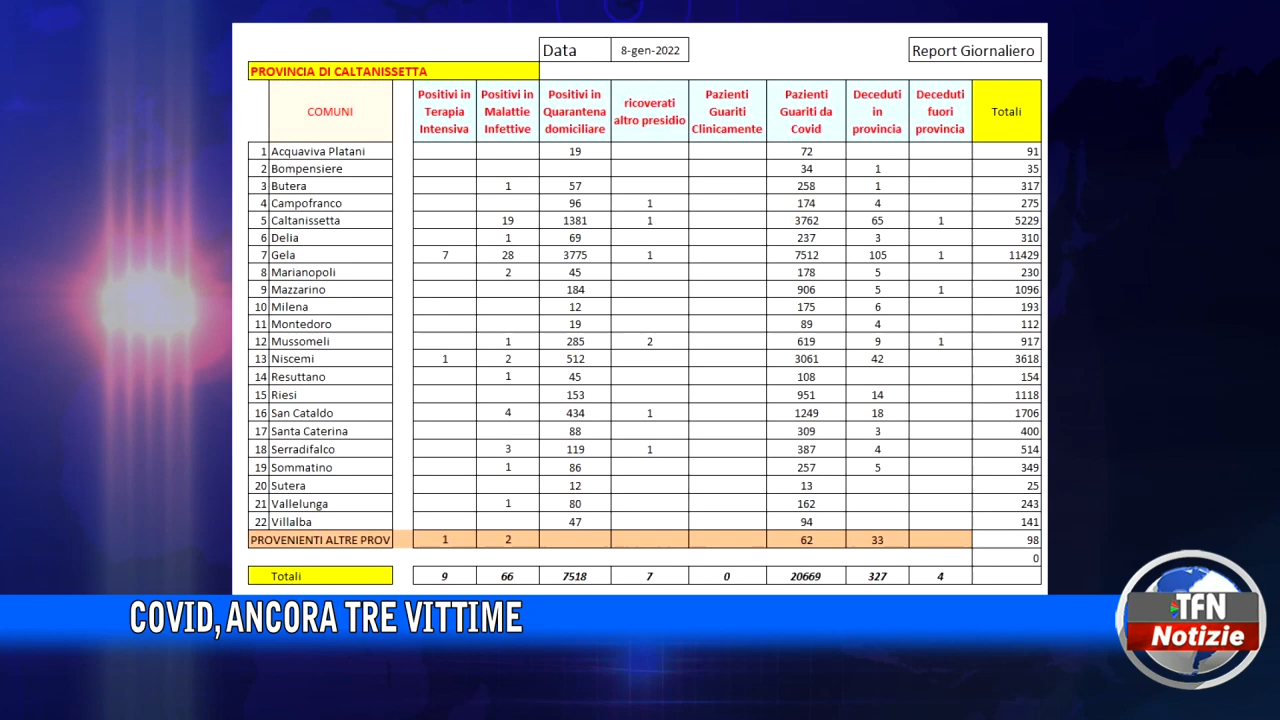 Data 8-gen-2022 Report Giornaliero
PROVINCIA DI CALTANISSETTA
COMUNI Positivi in Terapia Intensiva Positivi in Malattie Infettive Positivi in Quarantena domiciliare ricoverati altro presidio Pazienti Guariti Clinicamente Pazienti Guariti da Covid Deceduti in provincia Deceduti fuori provincia Totali
1 Acquaviva Platani 19 72 91
2 Bompensiere 34 1 35
3 Butera 1 57 258 1 317
4 Campofranco 96 1 174 4 275
5 Caltanissetta 19 1381 1 3762 65 1 5229
6 Delia 1 69 237 3 310
7 Gela 7 28 3775 1 7512 105 1 11429
8 Marianopoli 2 45 178 5 230
9 Mazzarino 184 906 5 1 1096
10 Milena 12 175 6 193
11 Montedoro 19 89 4 112
12 Mussomeli 1 285 2 619 9 1 917
13 Niscemi 1 2 512 3061 42 3618
14 Resuttano 1 45 108 154
15 Riesi 153 951 14 1118
16 San Cataldo 4 434 1 1249 18 1706
17 Santa Caterina 88 309 3 400
18 Serradifalco 3 119 1 387 4 514
19 Sommatino 1 86 257 5 349
20 Sutera 12 13 25
21 Vallelunga 1 80 162 243
22 Villalba 47 94 141
PROVENIENTI ALTRE PROV 1 2 62 33 98
0
Totali 9 66 7518 7 0 20669 327 4
COVID, ANCORA TRE VITTIME
TFN
Notizie